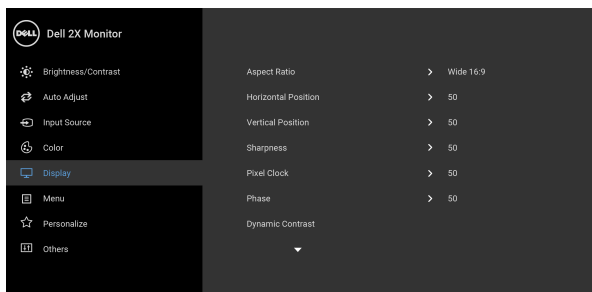 DELL Dell 2X Monitor
Brightness/Contrast
Auto Adjust
Input Source
Color
Display
Menu
Personalize
Others
Aspect Ratio Wide 16:9
Horizontal Position 50
Vertical Position 50
Sharpness 50
Pixel Clock 50
Phase 50
Dynamic Contrast